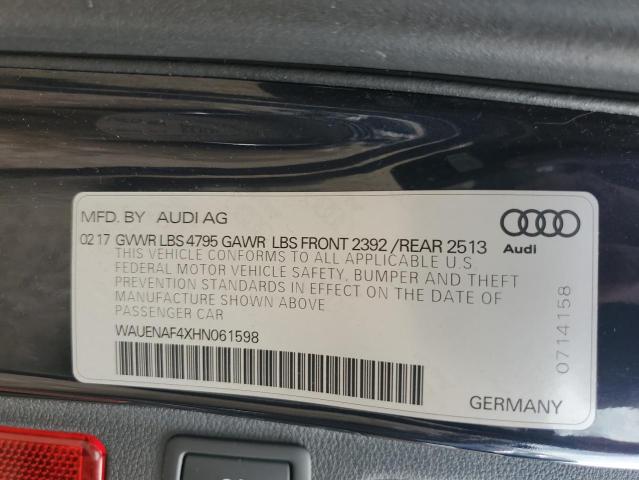 MFD. BY AUDI AG
02 17 GVWR LBS 4795 GAWR LBS FRONT 2392 / REAR 2513
THIS VEHICLE CONFORMS TO ALL APPLICABLE U.S
FEDERAL MOTOR VEHICLE SAFETY, BUMPER AND THEFT
PREVENTION STANDARDS IN EFFECT ON THE DATE OF
MANUFACTURE SHOWN ABOVE
PASSENGER CAR
WAUENAF4XHN061598
Audi
0714158
GERMANY